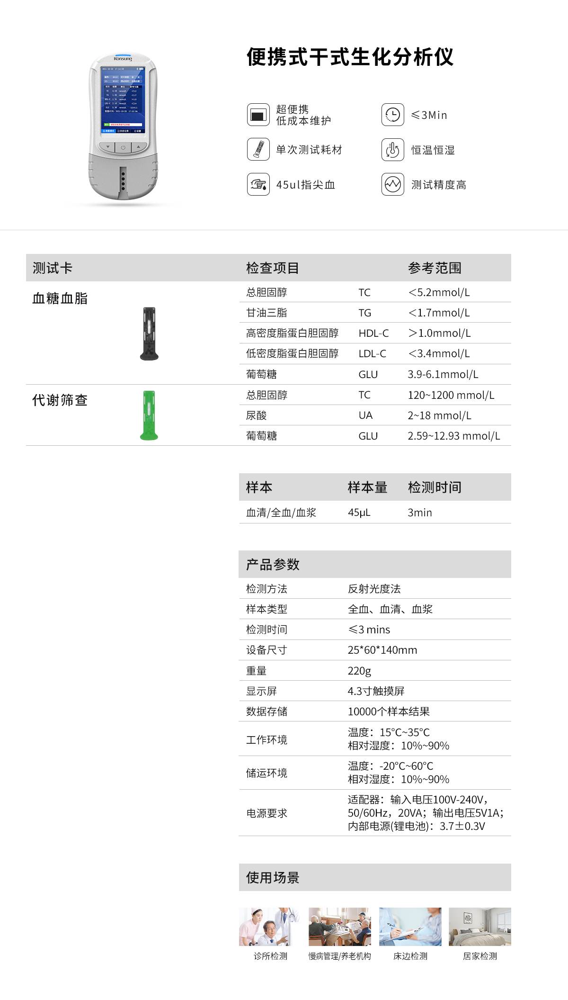 便携式干式生化分析仪
Konsung
2021-10-20 17:14:29
超便携
低成本维护
≤3Min
单次测试耗材
恒温恒湿
45ul指尖血
测试精度高
测试卡 检查项目 参考范围
血糖血脂
总胆固醇 TC <5.2mmol/L
甘油三脂 TG <1.7mmol/L
高密度脂蛋白胆固醇 HDL-C >1.0mmol/L
低密度脂蛋白胆固醇 LDL-C <3.4mmol/L
葡萄糖 GLU 3.9-6.1mmol/L
代谢筛查
总胆固醇 TC 120~1200 mmol/L
尿酸 UA 2~18 mmol/L
葡萄糖 GLU 2.59~12.93 mmol/L
样本 样本量 检测时间
血清/全血/血浆 45μL 3min
产品参数
检测方法 反射光度法
样本类型 全血、血清、血浆
检测时间 ≤3 mins
设备尺寸 25*60*140mm
重量 220g
显示屏 4.3寸触摸屏
数据存储 10000个样本结果
工作环境 温度：15°C~35°C
相对湿度：10%~90%
储运环境 温度：-20°C~60°C
相对湿度：10%~90%
电源要求 适配器：输入电压100V-240V，
50/60Hz，20VA；输出电压5V1A；
内部电源(锂电池)：3.7±0.3V
使用场景
诊所检测 慢病管理/养老机构 床边检测 居家检测